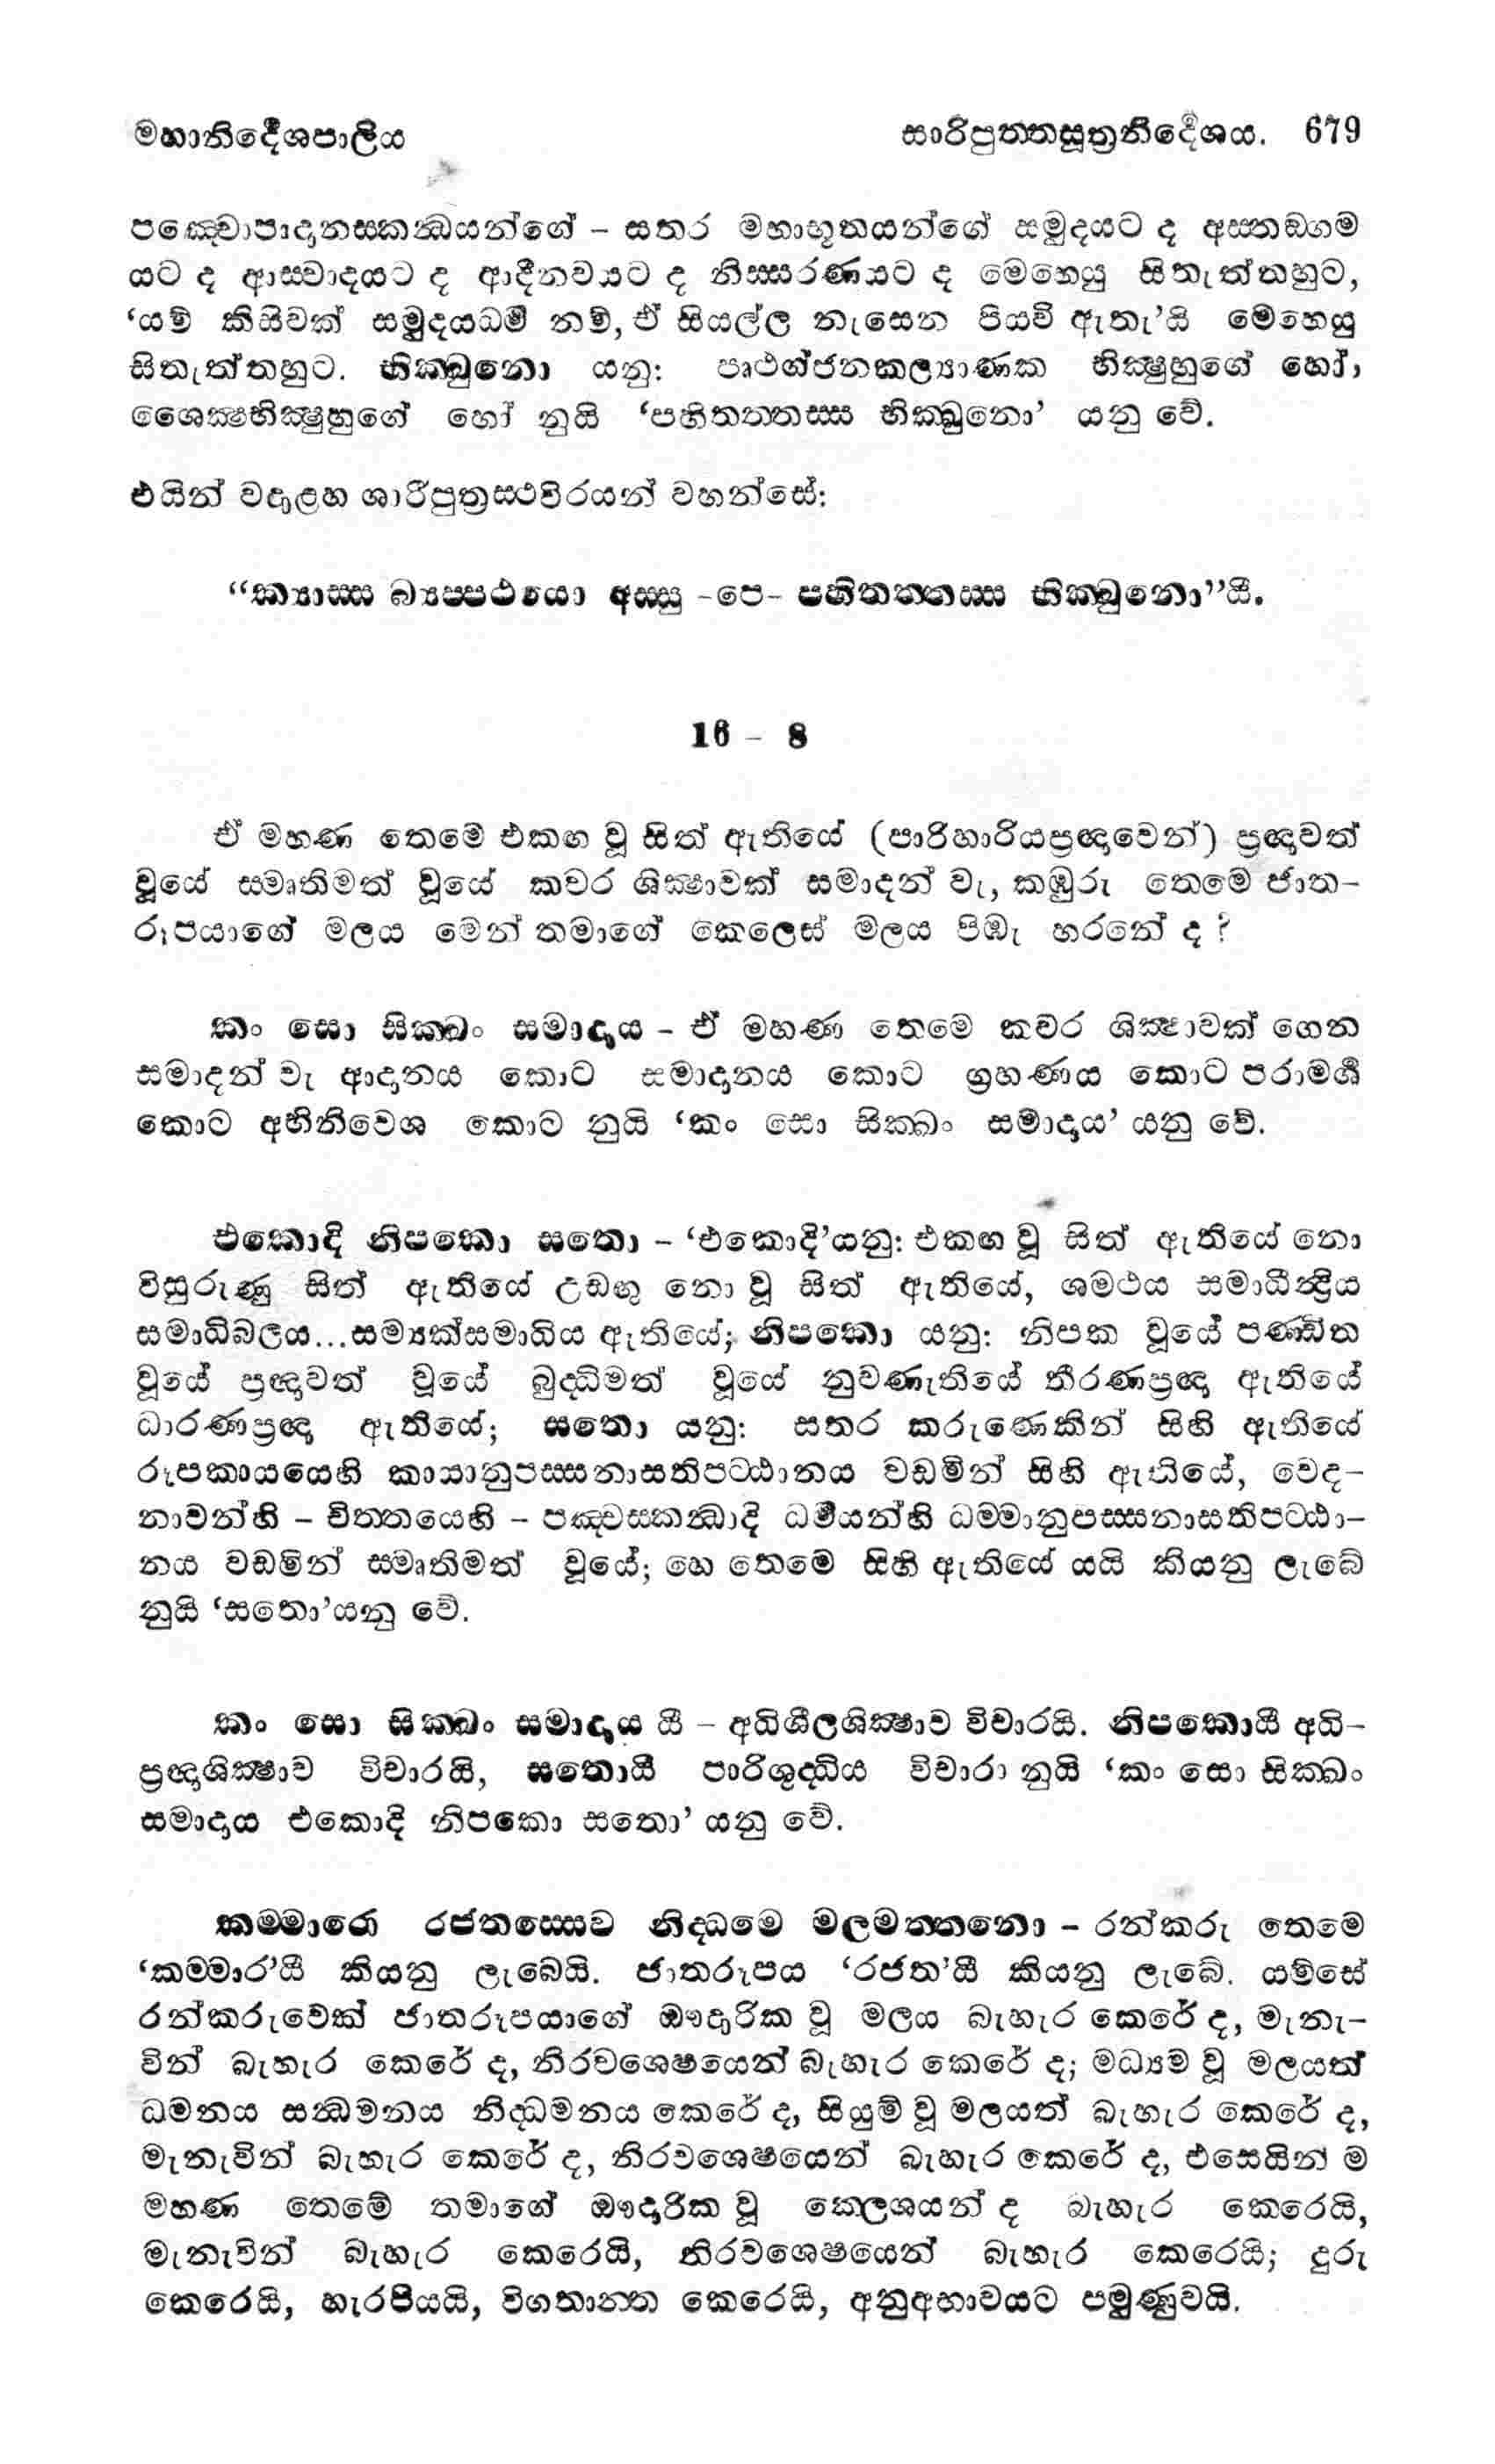 මහානිර්දේශපාලිය සාරිපුත්තසූත්‍රනිර්දේශය. 679
පඤ්චොපාදානස්කන්ධයන්ගේ – සතර මහාභූතයන්ගේ සමුදයට ද අස්තඞ්ගම
යට ද ආස්වාදයට ද ආදීනවයට ද නිස්සරණයට ද මෙහෙයු සිතැත්තහුට,
‘යම් කිසිවක් සමුදයධර්ම නම්, ඒ සියල්ල නැසෙන පියවි ඇතැ’යි මෙහෙයු
සිතැත්තහුට. භික්ඛුනො යනු: පෘථග්ජනකල්‍යාණක භික්ෂුහුගේ හෝ,
ශෛක්ෂභික්ෂුහුගේ හෝ නුයි ‘පහිතත්තස්ස භික්ඛුනො’ යනු වේ.
එයින් වදාළහ ශාරිපුත්‍රස්ථවිරයන් වහන්සේ:
“ක්‍යාස්ස බ්‍යප්පථයො අස්සු -පෙ- පහිතත්තස්ස භික්ඛුනො”යී.
16 – 8
ඒ මහණ තෙමේ එකඟ වූ සිත් ඇතියේ (පාරිහාරියප්‍රඥාවෙන්) ප්‍රඥාවත්
වූයේ සමෘතිමත් වූයේ කවර ශික්ෂාවක් සමාදන් වැ, කඹුරු තෙමෙ ජාත–
රූපයාගේ මලය මෙන් තමාගේ කෙලෙස් මලය පිඹැ හරනේ ද ?
කං සො සික්ඛං සමාදාය – ඒ මහණ තෙමෙ කවර ශික්ෂාවක් ගෙන
සමාදන් වැ ආදානය කොට සමාදානය කොට ග්‍රහණය කොට පරාමර්ශ
කොට අභිනිවෙශ කොට නුයි ‘කං සො සික්ඛං සමාදාය’ යනු වේ.
එකොදි නිපකො සතො – ‘එකොදි’යනු: එකඟ වූ සිත් ඇතියේ නො
විසුරුණු සිත් ඇතියේ උඩඟු නො වූ සිත් ඇතියේ, ශමථය සමාධීන්ද්‍රිය
සමාධිබලය...සම්‍යක්සමාධිය ඇතියේ; නිපකො යනු: නිපක වූයේ පණ්ඩිත
වූයේ ප්‍රඥාවත් වූයේ බුද්ධිමත් වූයේ නුවණැතියේ තීරණප්‍රඥා ඇතියේ
ධාරණප්‍රඥා ඇතියේ; සතො යනු: සතර කරුණෙකින් සිහි ඇතියේ
රූපකායයෙහි කායානුපස්සනාසතිපට්ඨානය වඩමින් සිහි ඇතියේ, වෙද–
නාවන්හි – චිත්තයෙහි – පඤ්චස්කන්ධාදි ධර්මයන්හි ධම්මානුපස්සනාසතිපට්ඨා–
නය වඩමින් සමෘතිමත් වූයේ; හෙ තෙමෙ සිහි ඇතියේ යයි කියනු ලැබේ
නුයි ‘සතො’යනු වේ.
කං සො සික්ඛං සමාදාය යී – අධිශීලශික්ෂාව විචාරයි. නිපකොයී අධි–
ප්‍රඥාශික්ෂාව විචාරයි, සතොයී පාරිශුද්ධිය විචාරා නුයි ‘කං සො සික්ඛං
සමාදාය එකොදි නිපකො සතො’ යනු වේ.
කම්මාරො රජතස්සෙව නිද්ධමෙ මලමත්තනො – රන්කරු තෙමෙ
‘කම්මාර’යී කියනු ලැබෙයි. ජාතරූපය ‘රජත’යී කියනු ලැබේ. යම්සේ
රන්කරුවෙක් ජාතරූපයාගේ ඖදාරික වූ මලය බැහැර කෙරේ ද, මැනැ–
වින් බැහැර කෙරේ ද, නිරවශෙෂයෙන් බැහැර කෙරේ ද; මධ්‍යම වූ මලයත්
ධමනය සන්ධමනය නිද්ධමනය කෙරේ ද, සියුම් වූ මලයත් බැහැර කෙරේ ද,
මැනැවින් බැහැර කෙරේ ද, නිරවශෙෂයෙන් බැහැර කෙරේ ද, එසෙයින් ම
මහණ තෙමේ තමාගේ ඖදාරික වූ ක්ලෙශයන් ද බැහැර කෙරෙයි,
මැනැවින් බැහැර කෙරෙයි, නිරවශෙෂයෙන් බැහැර කෙරෙයි; දුරු
කෙරෙයි, හැරපියයි, විගතාන්ත කෙරෙයි, අනුඅභාවයට පමුණුවයි.